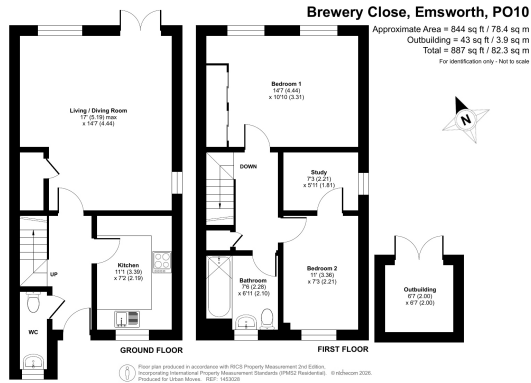 Brewery Close, Emsworth, PO10
Approximate Area = 844 sq ft / 78.4 sq m
Outbuilding = 43 sq ft / 3.9 sq m
Total = 887 sq ft / 82.3 sq m
For identification only - Not to scale
N
Living / Dining Room
17' (5.19) max
x 14'7 (4.44)
UP
Kitchen
11'1 (3.39)
x 7'2 (2.19)
WC
GROUND FLOOR
Bedroom 1
14'7 (4.44)
x 10'10 (3.31)
DOWN
Study
7'3 (2.21)
x 5'11 (1.81)
Bathroom
7'6 (2.28)
x 6'11 (2.10)
Bedroom 2
11' (3.36)
x 7'3 (2.21)
FIRST FLOOR
Outbuilding
6'7 (2.00)
x 6'7 (2.00)
Floor plan produced in accordance with RICS Property Measurement 2nd Edition,
Incorporating International Property Measurement Standards (IPMS2 Residential). © nichecom 2026.
Produced for Urban Moves. REF: 1453028